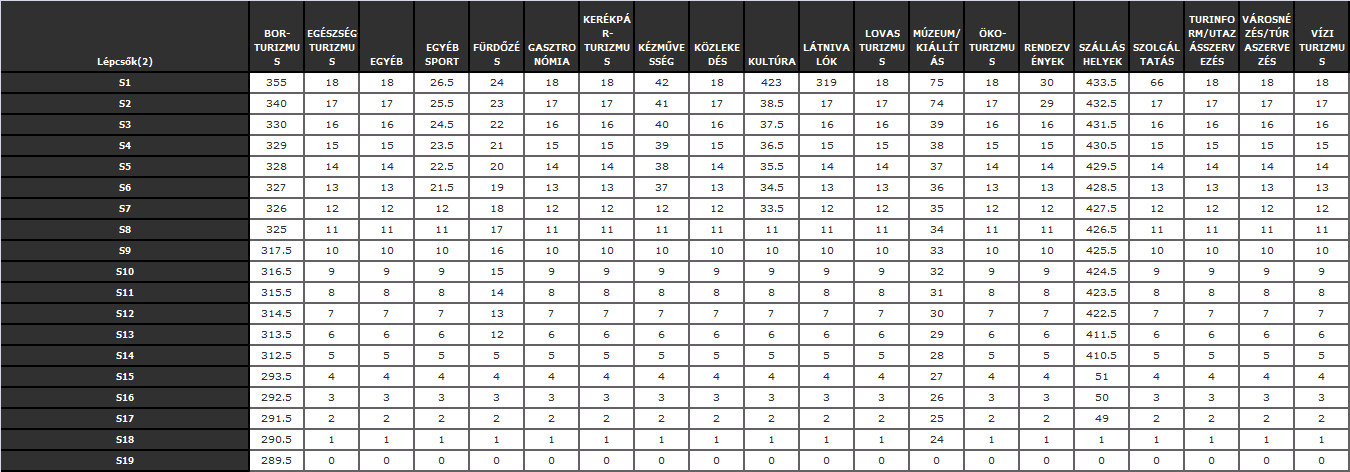 Lépcsők(2) BOR-TURIZMUS EGÉSZSÉGTURIZMUS EGYÉB EGYÉB SPORT FÜRDŐZÉS GASZTRONÓMIA KERÉKPÁR-TURIZMUS KÉZMŰVESSÉG KÖZLEKEDÉS KULTÚRA LÁTNIVALÓK LOVASTURIZMUS MÚZEUM/KIÁLLÍTÁS ÖKO-TURIZMUS RENDEZVÉNYEK SZÁLLÁSHELYEK SZOLGÁLTATÁS TURINFORM/UTAZÁSSZERVEZÉS VÁROSNÉZÉS/TÚRASZERVEZÉS VÍZITURIZMUS
S1 355 18 18 26.5 24 18 18 42 18 423 319 18 75 18 30 433.5 66 18 18 18
S2 340 17 17 25.5 23 17 17 41 17 38.5 17 17 74 17 29 432.5 17 17 17 17
S3 330 16 16 24.5 22 16 16 40 16 37.5 16 16 39 16 16 431.5 16 16 16 16
S4 329 15 15 23.5 21 15 15 39 15 36.5 15 15 38 15 15 430.5 15 15 15 15
S5 328 14 14 22.5 20 14 14 38 14 35.5 14 14 37 14 14 429.5 14 14 14 14
S6 327 13 13 21.5 19 13 13 37 13 34.5 13 13 36 13 13 428.5 13 13 13 13
S7 326 12 12 12 18 12 12 12 12 33.5 12 12 35 12 12 427.5 12 12 12 12
S8 325 11 11 11 17 11 11 11 11 11 11 11 34 11 11 426.5 11 11 11 11
S9 317.5 10 10 10 16 10 10 10 10 10 10 10 33 10 10 425.5 10 10 10 10
S10 316.5 9 9 9 15 9 9 9 9 9 9 9 32 9 9 424.5 9 9 9 9
S11 315.5 8 8 8 14 8 8 8 8 8 8 8 31 8 8 423.5 8 8 8 8
S12 314.5 7 7 7 13 7 7 7 7 7 7 7 30 7 7 422.5 7 7 7 7
S13 313.5 6 6 6 12 6 6 6 6 6 6 6 29 6 6 411.5 6 6 6 6
S14 312.5 5 5 5 5 5 5 5 5 5 5 5 28 5 5 410.5 5 5 5 5
S15 293.5 4 4 4 4 4 4 4 4 4 4 4 27 4 4 51 4 4 4 4
S16 292.5 3 3 3 3 3 3 3 3 3 3 3 26 3 3 50 3 3 3 3
S17 291.5 2 2 2 2 2 2 2 2 2 2 2 25 2 2 49 2 2 2 2
S18 290.5 1 1 1 1 1 1 1 1 1 1 1 24 1 1 1 1 1 1 1
S19 289.5 0 0 0 0 0 0 0 0 0 0 0 0 0 0 0 0 0 0 0